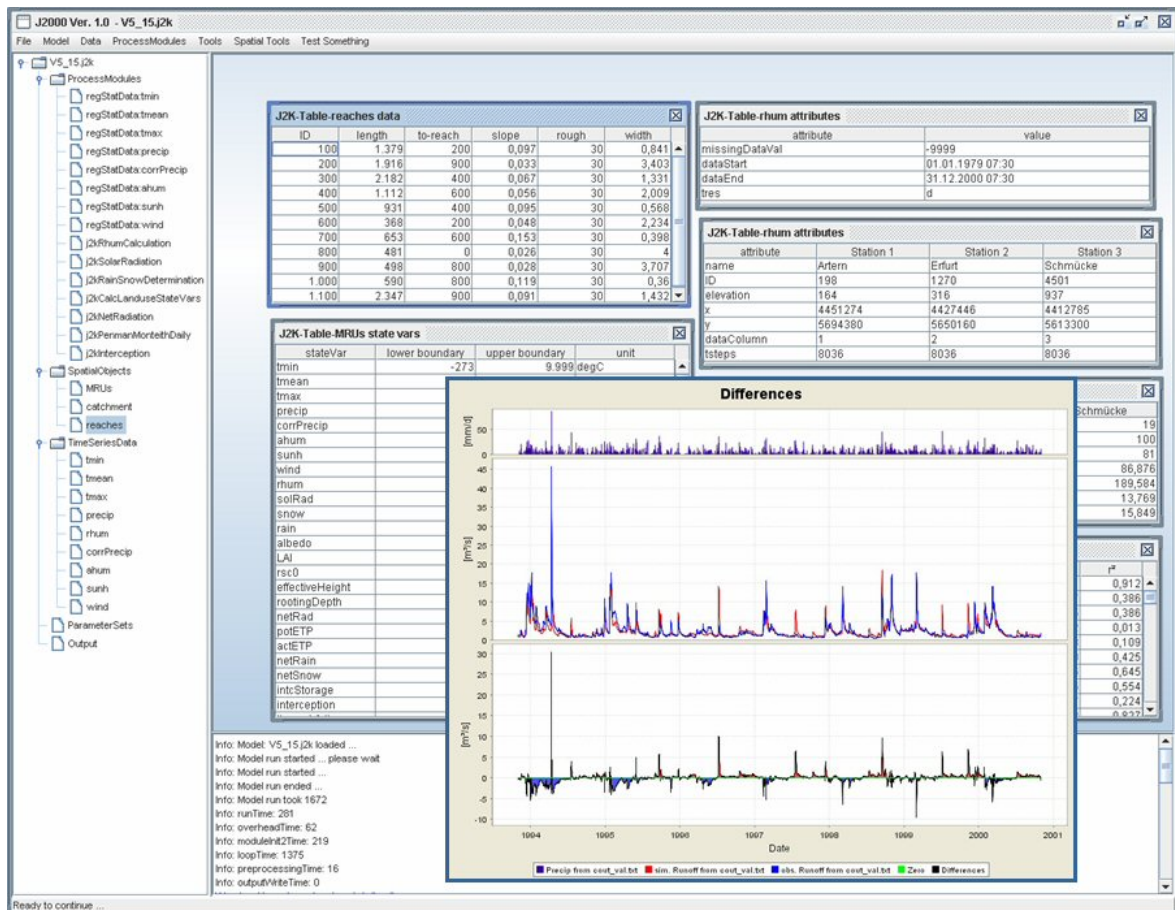 J2000 Ver. 1.0 - V5_15.j2k
File Model Data ProcessModules Tools Spatial Tools Test Something
V5_15.j2k
ProcessModules
regStatData:tmin
regStatData:tmean
regStatData:tmax
regStatData:precip
regStatData:corrPrecip
regStatData:ahum
regStatData:sunh
regStatData:wind
j2kRhumCalculation
j2kSolarRadiation
j2kRainSnowDetermination
j2kCalcLanduseStateVars
j2kNetRadiation
j2kPenmanMonteithDaily
j2kInterception
SpatialObjects
MRUs
catchment
reaches
TimeSeriesData
tmin
tmean
tmax
precip
rhum
corrPrecip
ahum
sunh
wind
ParameterSets
Output
J2K-Table-reaches data
ID length to-reach slope rough width
100 1.379 200 0,097 30 0,841
200 1.916 900 0,033 30 3,403
300 2.182 400 0,067 30 1,331
400 1.112 600 0,056 30 2,009
500 931 400 0,095 30 0,568
600 368 200 0,048 30 2,234
700 653 600 0,153 30 0,398
800 481 0 0,026 30 4
900 498 800 0,028 30 3,707
1.000 590 800 0,119 30 0,36
1.100 2.347 900 0,091 30 1,432
J2K-Table-rhum attributes
attribute value
missingDataVal -9999
dataStart 01.01.1979 07:30
dataEnd 31.12.2000 07:30
tres d
J2K-Table-rhum attributes
attribute Station 1 Station 2 Station 3
name Artern Erfurt Schmücke
ID 198 1270 4501
elevation 164 316 937
x 4451274 4427446 4412785
y 5694380 5650160 5613300
dataColumn 1 2 3
tsteps 8036 8036 8036
J2K-Table-MRUs state vars
stateVar lower boundary upper boundary unit
tmin -273 9.999 degC
tmean
tmax
precip
corrPrecip
ahum
sunh
wind
rhum
solRad
snow
rain
albedo
LAI
rsc0
effectiveHeight
rootingDepth
netRad
potETP
actETP
netRain
netSnow
intcStorage
interception
Schmücke
19
100
81
86,876
189,584
13,769
15,849
r²
0,912
0,386
0,386
0,013
0,109
0,425
0,645
0,554
0,224
0,827
Differences
[mm/d]
50
0
[m³/s]
45
40
35
30
25
20
15
10
5
0
[m³/s]
30
25
20
15
10
5
0
-5
-10
1994 1995 1996 1997 1998 1999 2000 2001
Date
Precip from cout_val.txt sim. Runoff from cout_val.txt obs. Runoff from cout_val.txt Zero Differences
Info: Model: V5_15.j2k loaded ...
Info: Model run started ... please wait
Info: Model run started ...
Info: Model run ended ...
Info: Model run took 1672
Info: runTime: 281
Info: overheadTime: 62
Info: moduleInit2Time: 219
Info: loopTime: 1375
Info: preprocessingTime: 16
Info: outputWriteTime: 0
Ready to continue ...